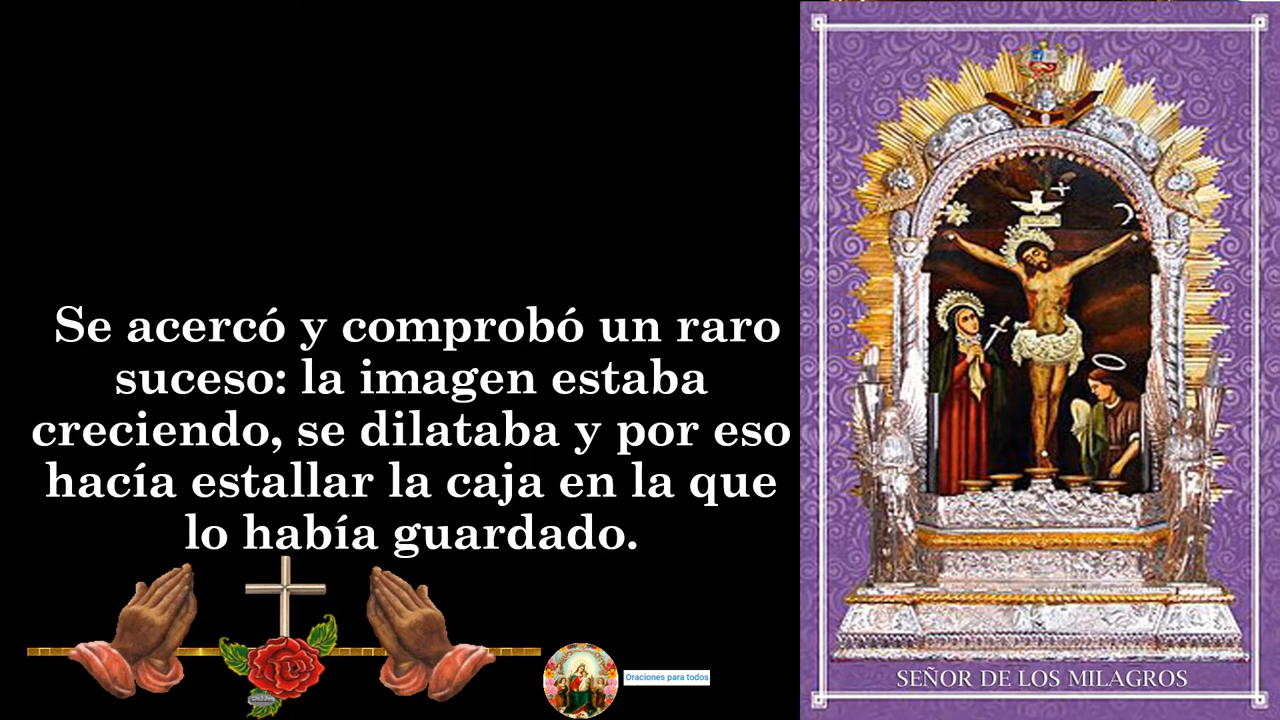 Se acercó y comprobó un raro
suceso: la imagen estaba
creciendo, se dilataba y por eso
hacía estallar la caja en la que
lo había guardado.
Oraciones para todos
SEÑOR DE LOS MILAGROS